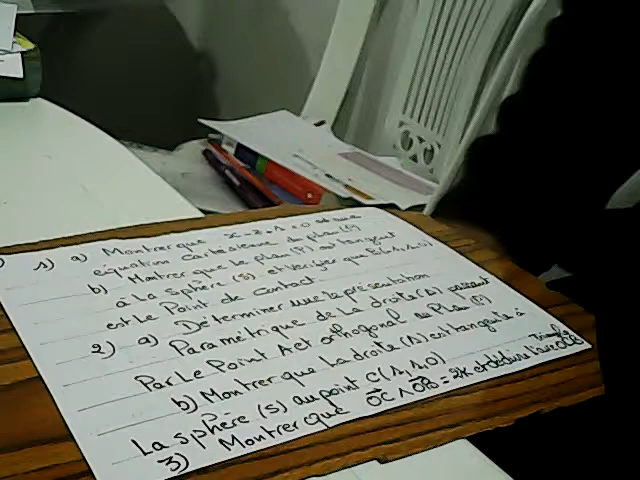 1) a) Montrer que x-z-1=0 est une
équation Cartésienne du plan (P)
b) Montrer que le plan (P) est tangent
à la sphère (S) et vérifier que
est le Point de Contact
2) a) Déterminer une représentation
Paramétrique de la droite (Δ) passant
Par Le Point A et orthogonal au Plan (P)
b) Montrer que La droite (Δ) est tangente à
La sphère (S) au point C(1,1,0)
3) Montrer que OC ∧ OB = 2k et déduire l'aire
Triangle OCB